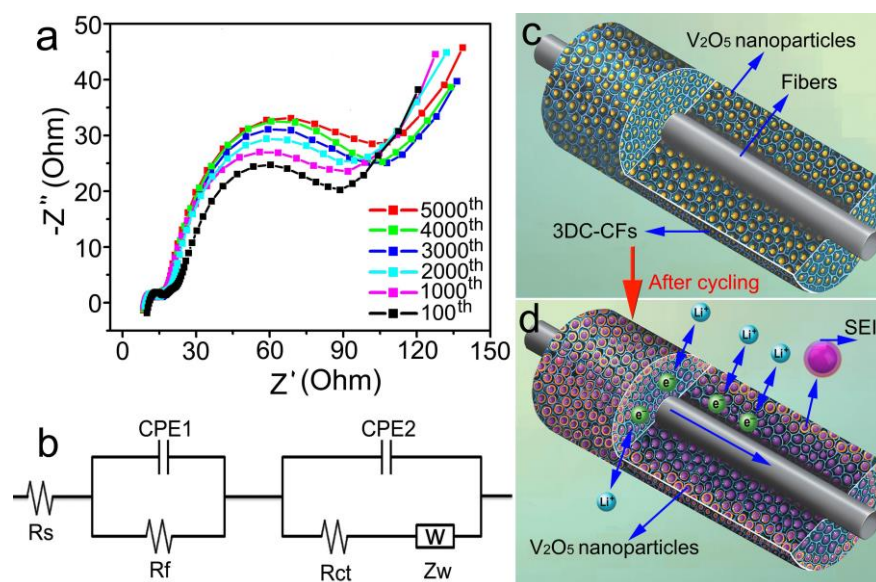 a
50
40
30
20
10
0
-Z″ (Ohm)
5000th
4000th
3000th
2000th
1000th
100th
0 30 60 90 120 150
Z′ (Ohm)
b
CPE1
CPE2
Rs
Rf
Rct
W
Zw
c
V₂O₅ nanoparticles
Fibers
3DC-CFs
After cycling
d
Li⁺
Li⁺
Li⁺
SEI
e⁻
e⁻
e⁻
e⁻
Li⁺
V₂O₅ nanoparticles